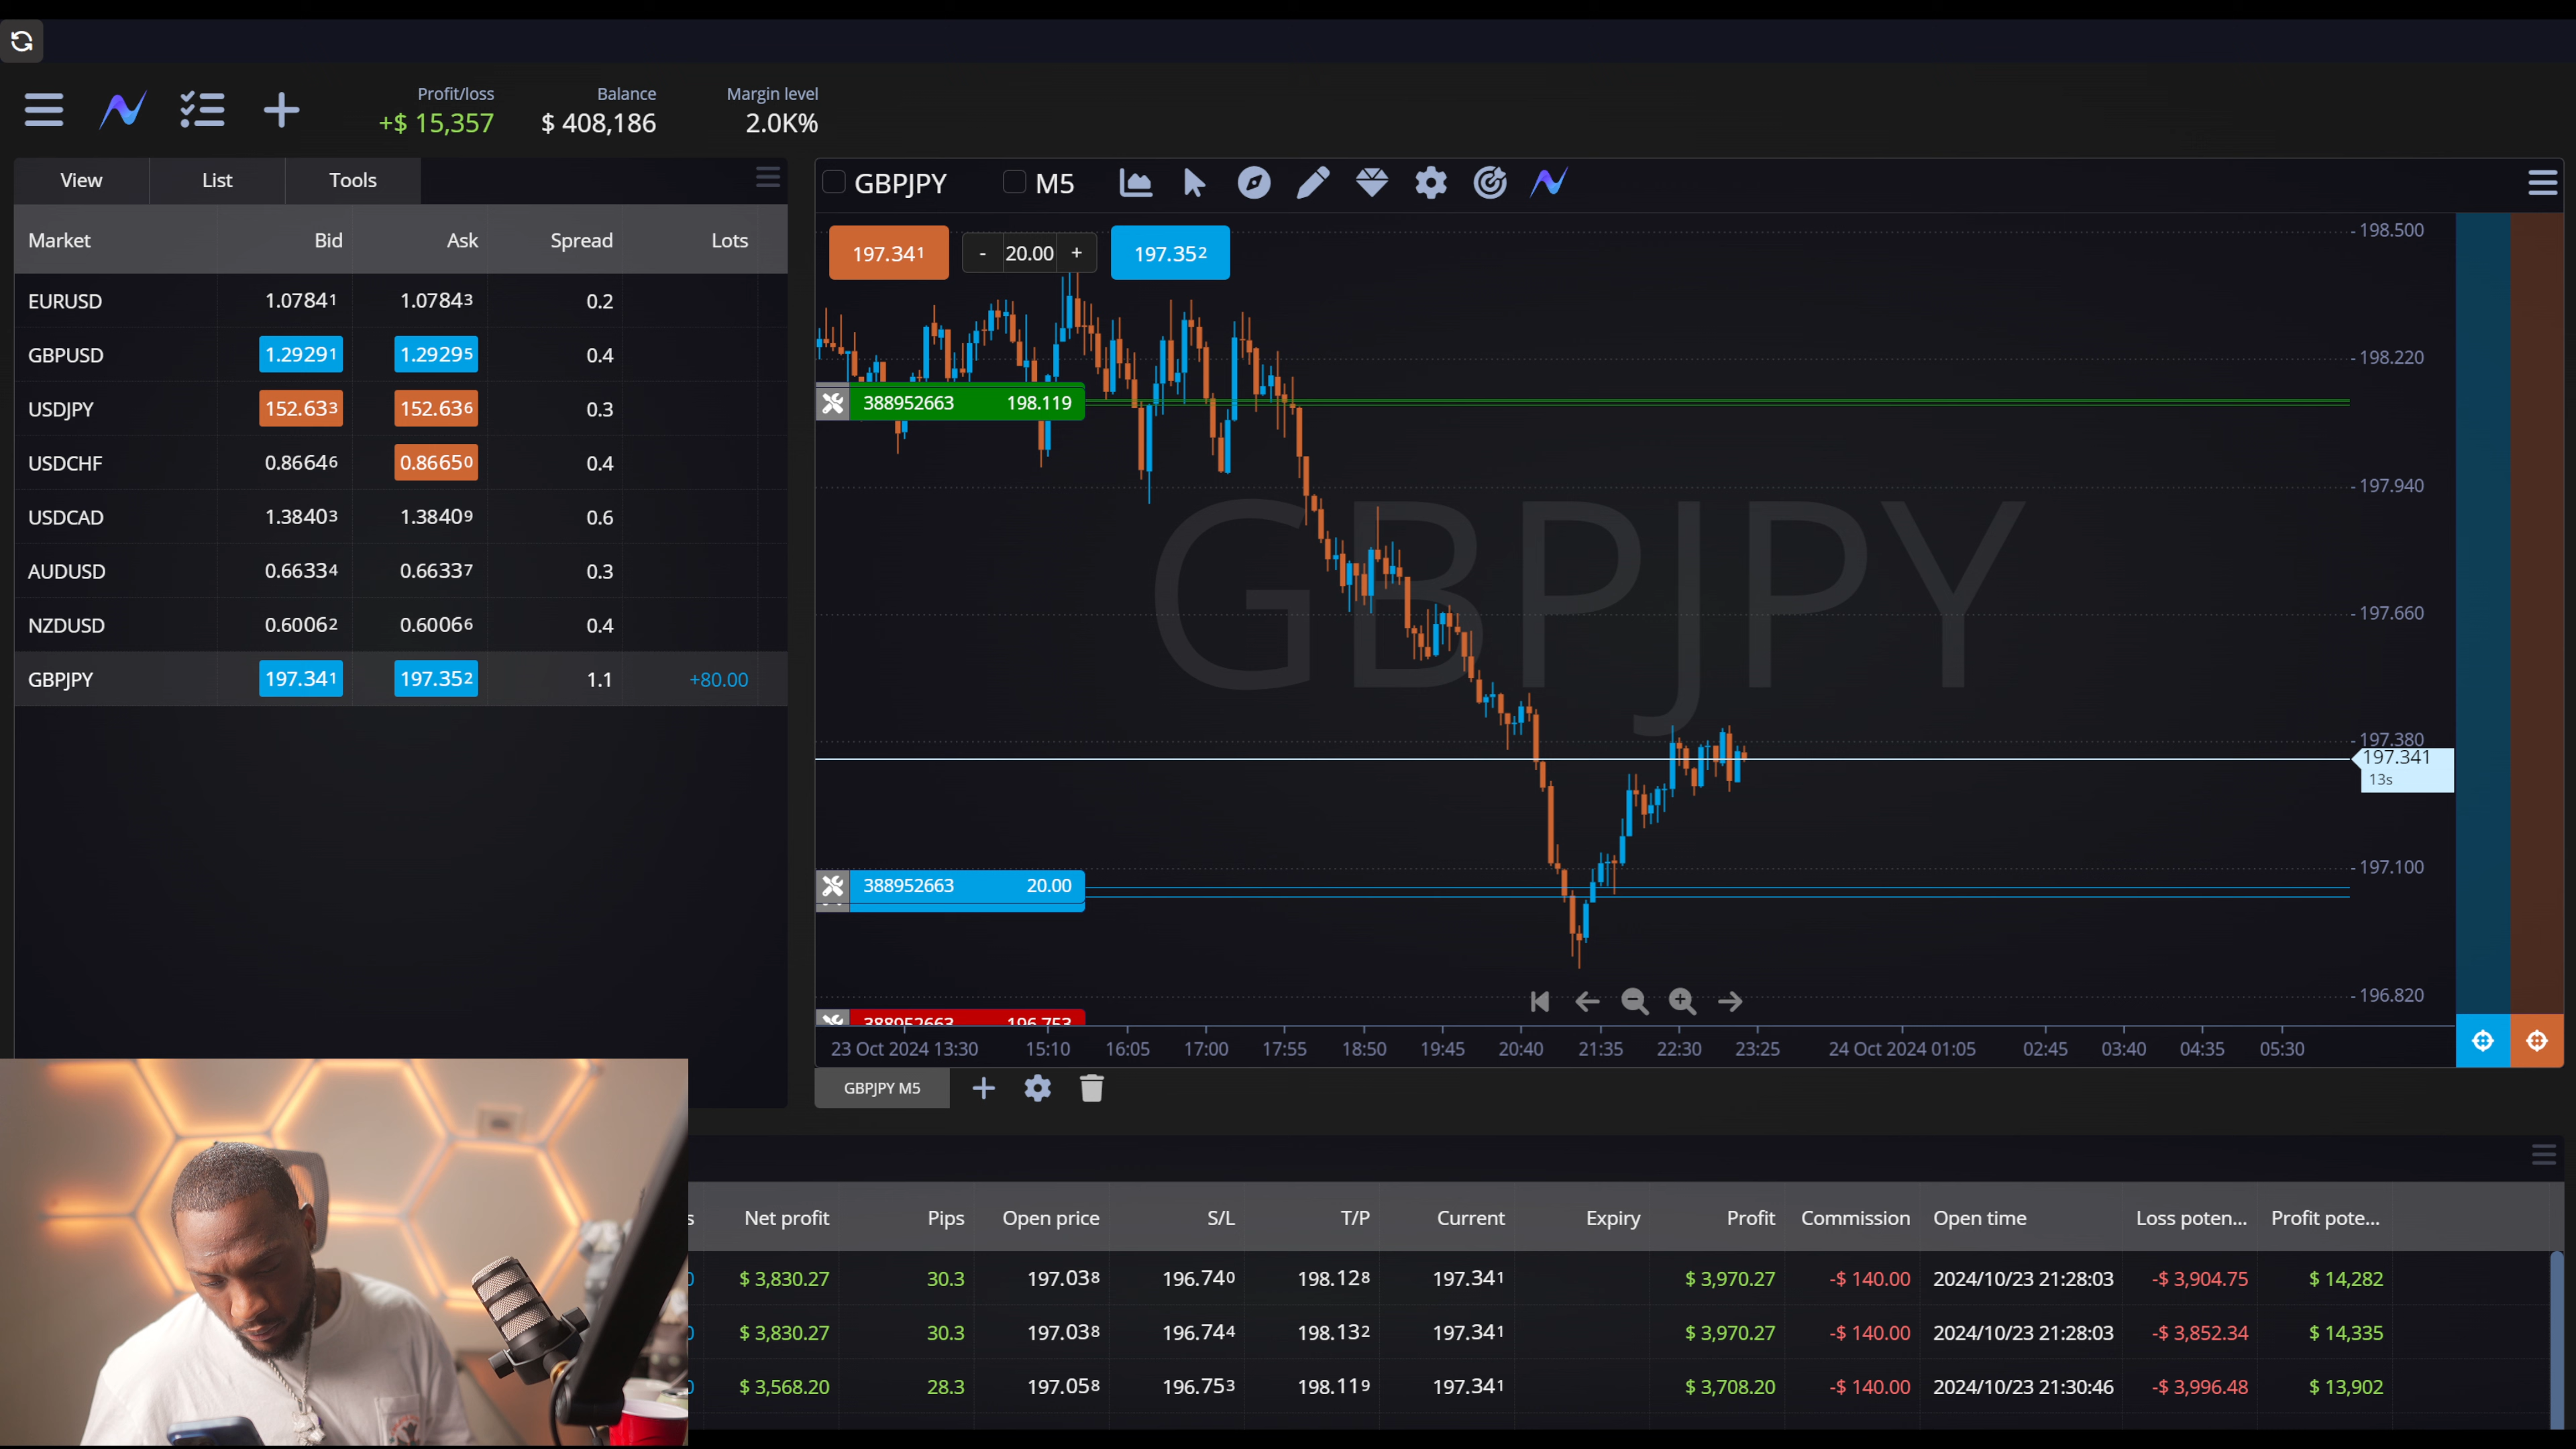 Profit/loss Balance Margin level
+$ 15,357 $ 408,186 2.0K%
View List Tools
Market Bid Ask Spread Lots
EURUSD 1.07841 1.07843 0.2
GBPUSD 1.29291 1.29295 0.4
USDJPY 152.633 152.636 0.3
USDCHF 0.86646 0.86650 0.4
USDCAD 1.38403 1.38409 0.6
AUDUSD 0.66334 0.66337 0.3
NZDUSD 0.60062 0.60066 0.4
GBPJPY 197.341 197.352 1.1 +80.00
GBPJPY M5
197.341 - 20.00 + 197.352
GBPJPY
388952663 198.119
388952663 20.00
388952663 196.753
198.500
198.220
197.940
197.660
197.380
197.341
13s
197.100
196.820
23 Oct 2024 13:30 15:10 16:05 17:00 17:55 18:50 19:45 20:40 21:35 22:30 23:25 24 Oct 2024 01:05 02:45 03:40 04:35 05:30
GBPJPY M5
s Net profit Pips Open price S/L T/P Current Expiry Profit Commission Open time Loss poten... Profit pote...
0 $ 3,830.27 30.3 197.038 196.740 198.128 197.341 $ 3,970.27 -$ 140.00 2024/10/23 21:28:03 -$ 3,904.75 $ 14,282
0 $ 3,830.27 30.3 197.038 196.744 198.132 197.341 $ 3,970.27 -$ 140.00 2024/10/23 21:28:03 -$ 3,852.34 $ 14,335
0 $ 3,568.20 28.3 197.058 196.753 198.119 197.341 $ 3,708.20 -$ 140.00 2024/10/23 21:30:46 -$ 3,996.48 $ 13,902